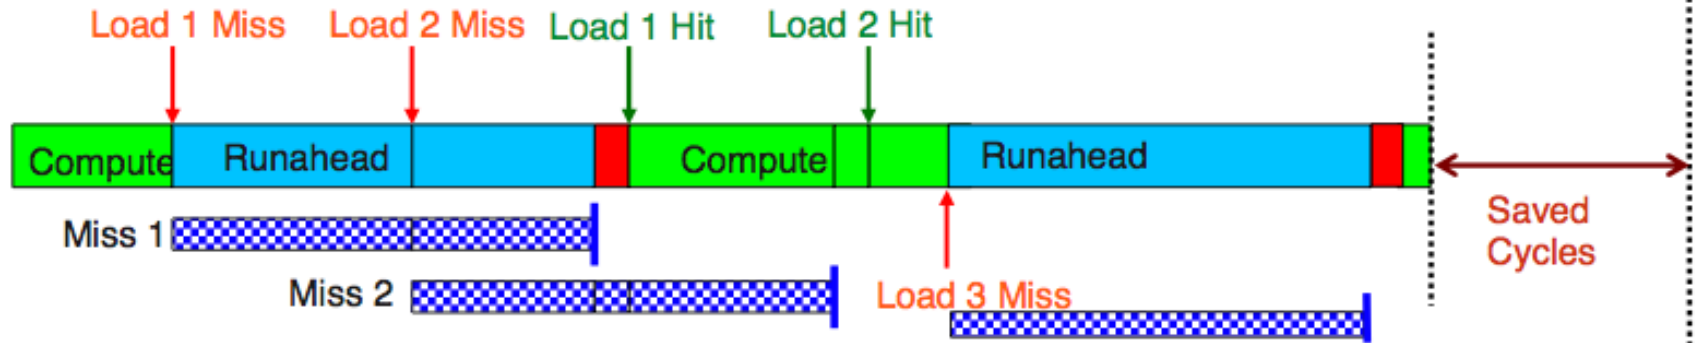 Load 1 Miss Load 2 Miss Load 1 Hit Load 2 Hit
Compute Runahead Compute Runahead
Miss 1
Saved
Cycles
Miss 2
Load 3 Miss